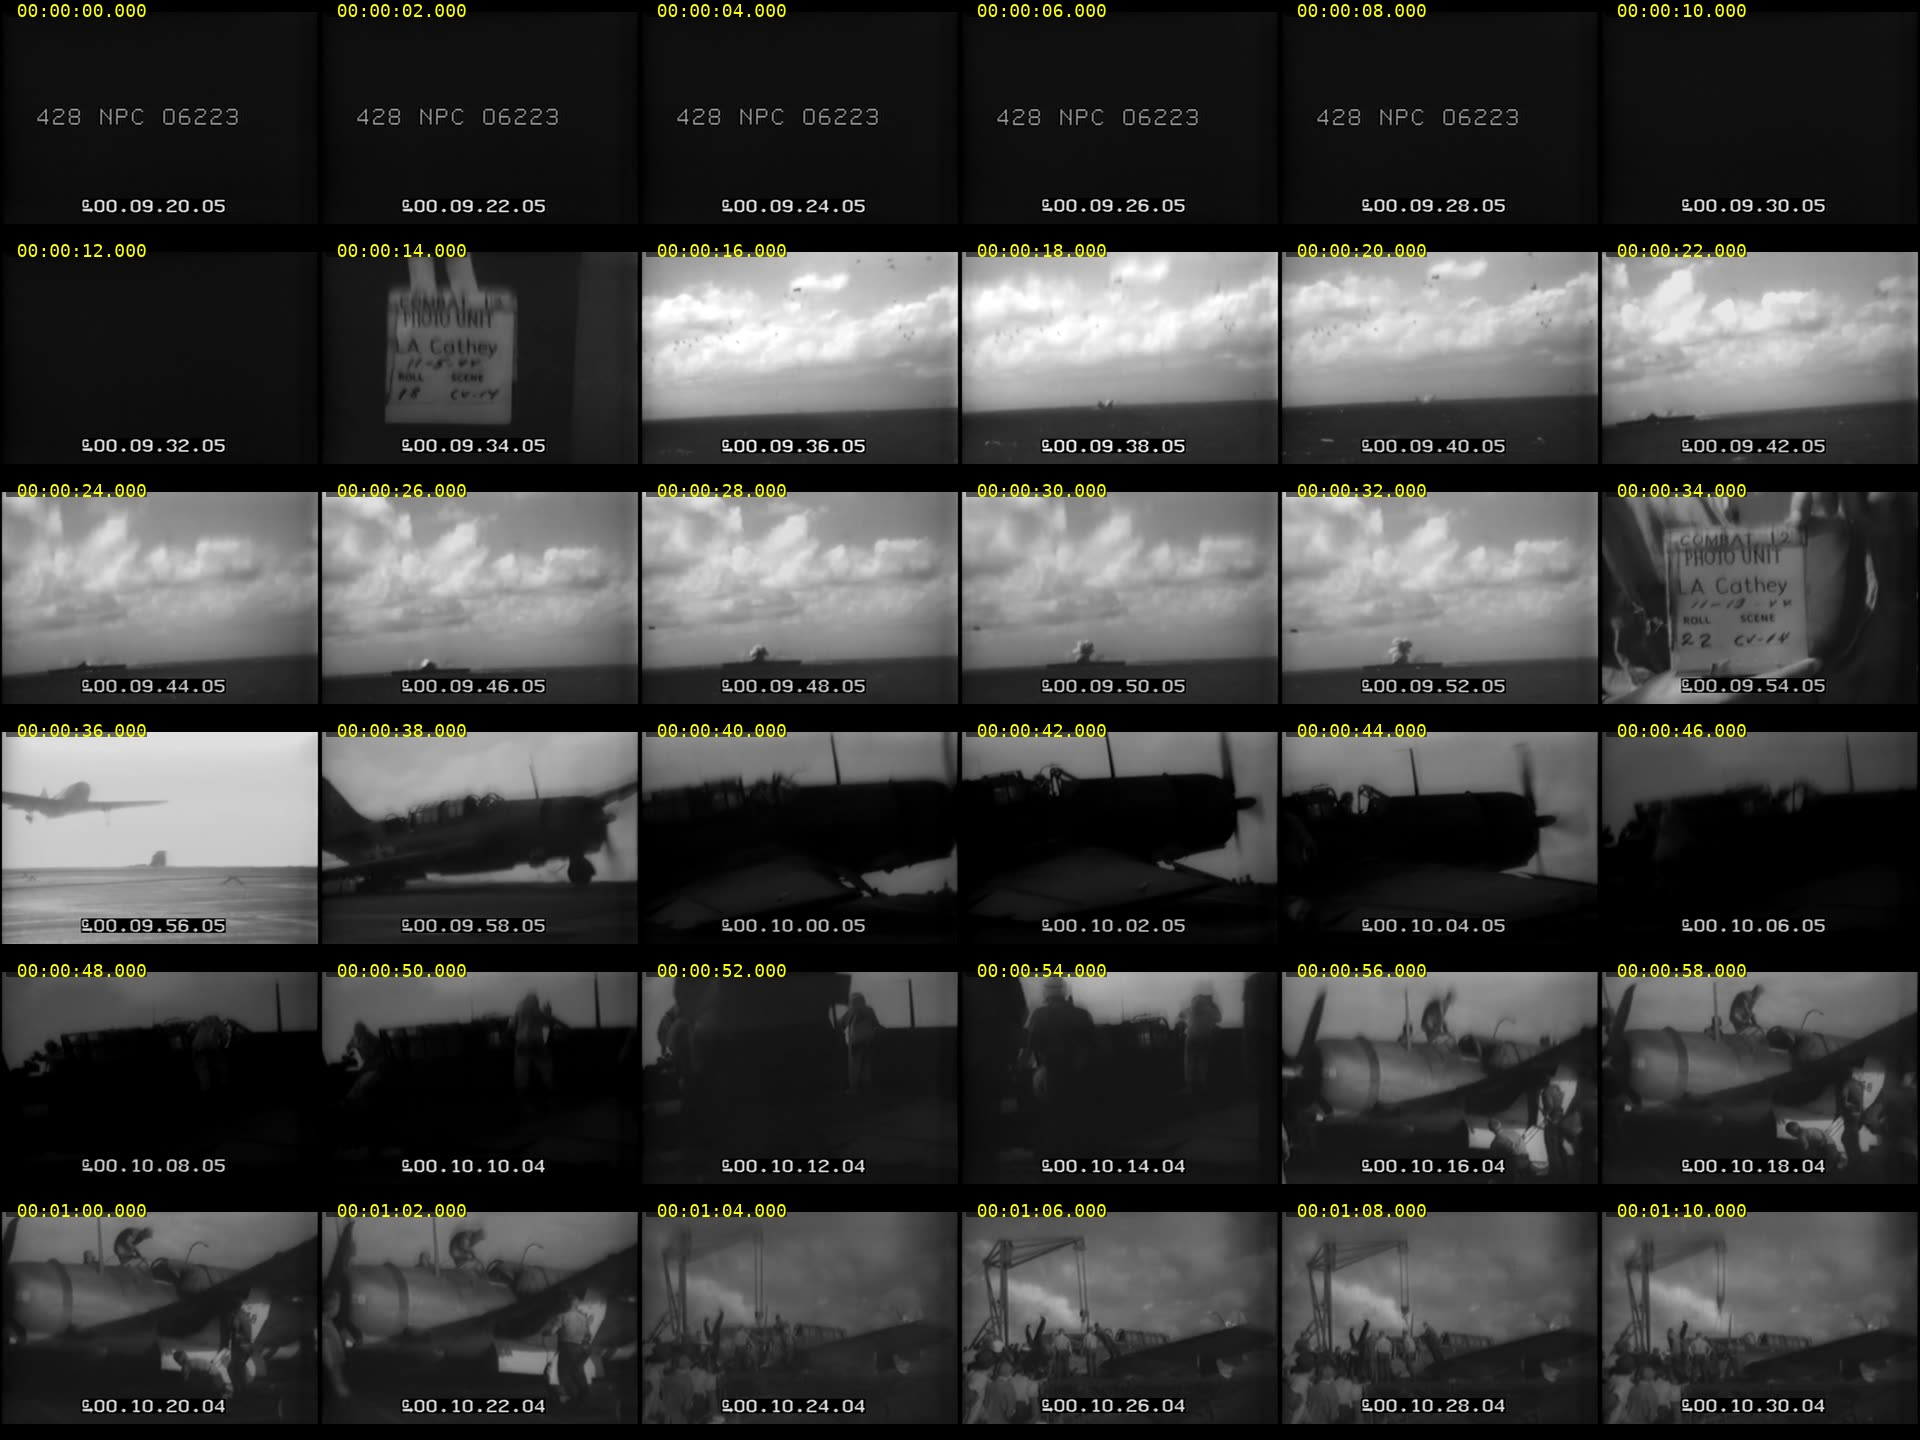 00:00:00.000 00:00:02.000 00:00:04.000 00:00:06.000 00:00:08.000 00:00:10.000
428 NPC 06223 428 NPC 06223 428 NPC 06223 428 NPC 06223 428 NPC 06223
00.09.20.05 00.09.22.05 00.09.24.05 00.09.26.05 00.09.28.05 00.09.30.05
00:00:12.000 00:00:14.000 00:00:16.000 00:00:18.000 00:00:20.000 00:00:22.000
COMBAT 12
PHOTO UNIT
LA Cathey
11-5-44
ROLL SCENE
18 CV-14
00.09.32.05 00.09.34.05 00.09.36.05 00.09.38.05 00.09.40.05 00.09.42.05
00:00:24.000 00:00:26.000 00:00:28.000 00:00:30.000 00:00:32.000 00:00:34.000
COMBAT 12
PHOTO UNIT
LA Cathey
11-13-44
ROLL SCENE
22 CV-14
00.09.44.05 00.09.46.05 00.09.48.05 00.09.50.05 00.09.52.05 00.09.54.05
00:00:36.000 00:00:38.000 00:00:40.000 00:00:42.000 00:00:44.000 00:00:46.000
00.09.56.05 00.09.58.05 00.10.00.05 00.10.02.05 00.10.04.05 00.10.06.05
00:00:48.000 00:00:50.000 00:00:52.000 00:00:54.000 00:00:56.000 00:00:58.000
00.10.08.05 00.10.10.04 00.10.12.04 00.10.14.04 00.10.16.04 00.10.18.04
00:01:00.000 00:01:02.000 00:01:04.000 00:01:06.000 00:01:08.000 00:01:10.000
00.10.20.04 00.10.22.04 00.10.24.04 00.10.26.04 00.10.28.04 00.10.30.04